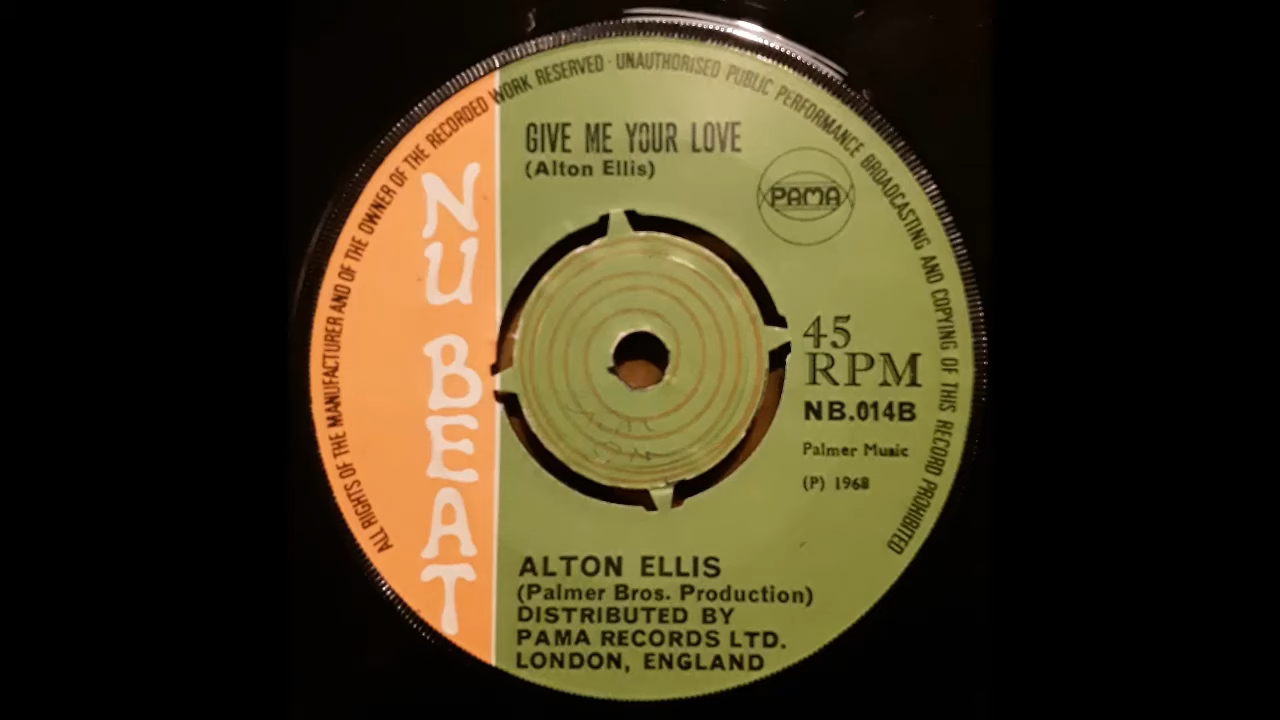 ALL RIGHTS OF THE MANUFACTURER AND OF THE OWNER OF THE RECORDED WORK RESERVED · UNAUTHORISED PUBLIC PERFORMANCE BROADCASTING AND COPYING OF THIS RECORD PROHIBITED
NU BEAT
GIVE ME YOUR LOVE
(Alton Ellis)
PAMA
45
RPM
NB.014B
Palmer Music
(P) 1968
ALTON ELLIS
(Palmer Bros. Production)
DISTRIBUTED BY
PAMA RECORDS LTD.
LONDON, ENGLAND